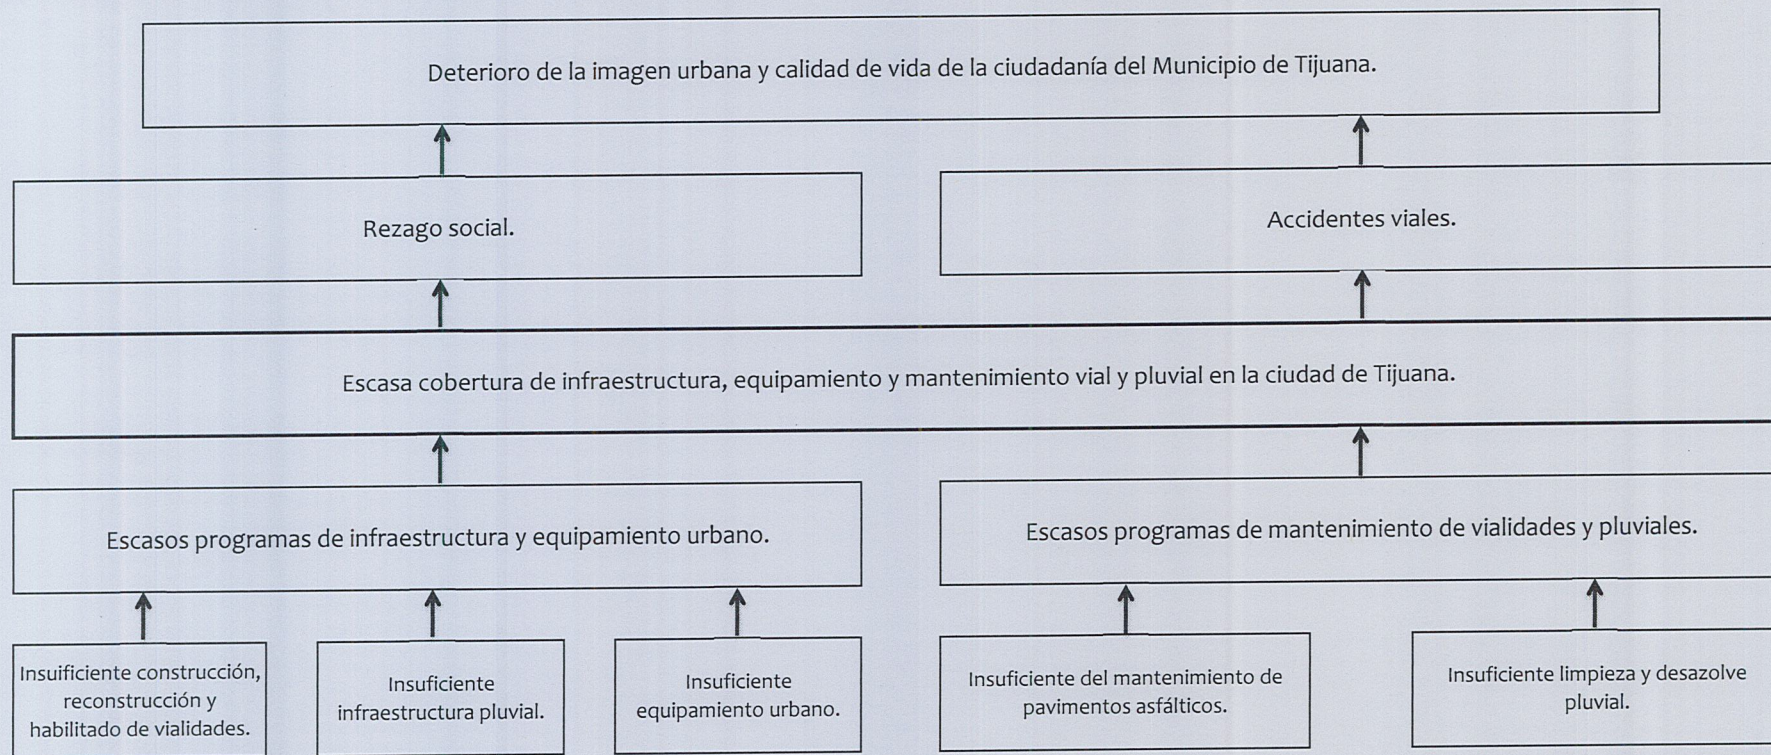 Deterioro de la imagen urbana y calidad de vida de la ciudadanía del Municipio de Tijuana.
Rezago social.
Accidentes viales.
Escasa cobertura de infraestructura, equipamiento y mantenimiento vial y pluvial en la ciudad de Tijuana.
Escasos programas de infraestructura y equipamiento urbano.
Escasos programas de mantenimiento de vialidades y pluviales.
Insuificiente construcción,
reconstrucción y
habilitado de vialidades.
Insuficiente
infraestructura pluvial.
Insuficiente
equipamiento urbano.
Insuficiente del mantenimiento de
pavimentos asfálticos.
Insuficiente limpieza y desazolve
pluvial.